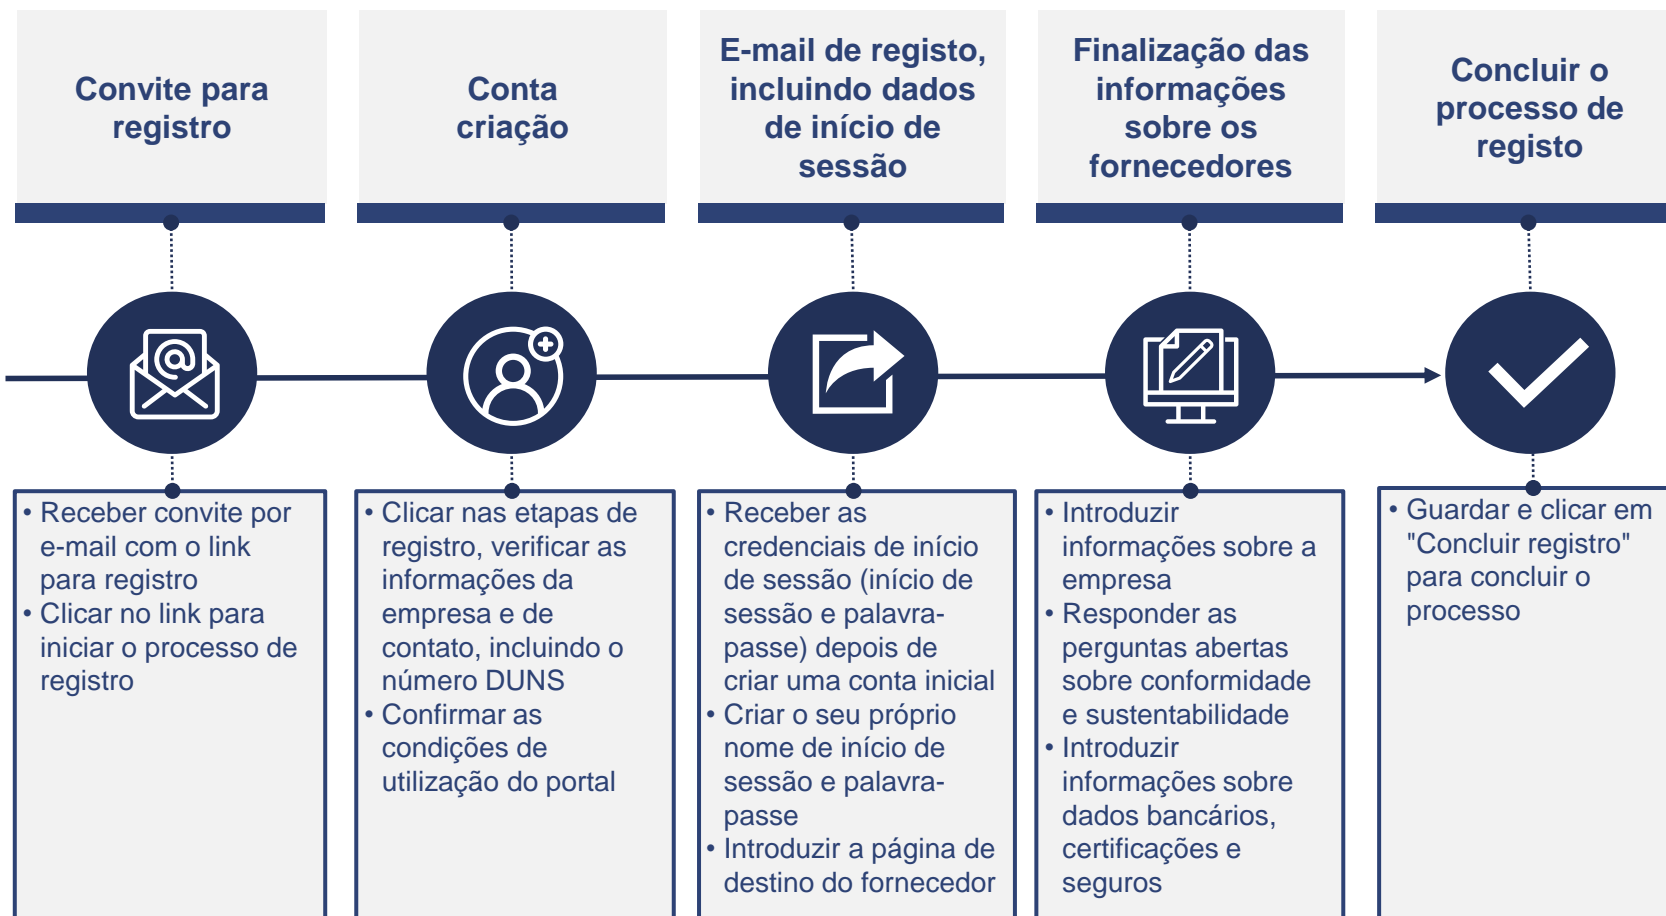 Convite para
registro
Conta
criação
E-mail de registo,
incluindo dados
de início de
sessão
Finalização das
informações
sobre os
fornecedores
Concluir o
processo de
registo
• Receber convite por
e-mail com o link
para registro
• Clicar no link para
iniciar o processo de
registro
• Clicar nas etapas de
registro, verificar as
informações da
empresa e de
contato, incluindo o
número DUNS
• Confirmar as
condições de
utilização do portal
• Receber as
credenciais de início
de sessão (início de
sessão e palavra-
passe) depois de
criar uma conta inicial
• Criar o seu próprio
nome de início de
sessão e palavra-
passe
• Introduzir a página de
destino do fornecedor
• Introduzir
informações sobre a
empresa
• Responder as
perguntas abertas
sobre conformidade
e sustentabilidade
• Introduzir
informações sobre
dados bancários,
certificações e
seguros
• Guardar e clicar em
"Concluir registro"
para concluir o
processo